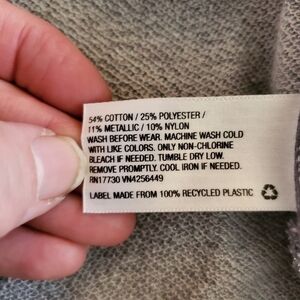 54% COTTON / 25% POLYESTER /
11% METALLIC / 10% NYLON
WASH BEFORE WEAR. MACHINE WASH COLD
WITH LIKE COLORS. ONLY NON-CHLORINE
BLEACH IF NEEDED. TUMBLE DRY LOW.
REMOVE PROMPTLY. COOL IRON IF NEEDED.
RN17730 VN4256449
LABEL MADE FROM 100% RECYCLED PLASTIC